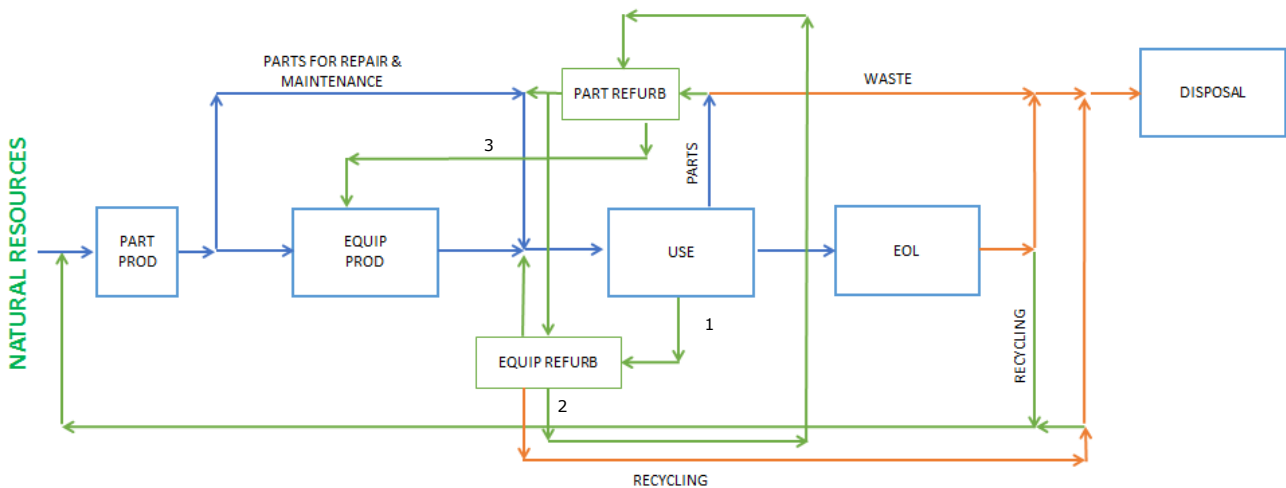 PARTS FOR REPAIR &
MAINTENANCE
PART REFURB
WASTE
DISPOSAL
3
PARTS
NATURAL RESOURCES
PART
PROD
EQUIP
PROD
USE
EOL
1
RECYCLING
EQUIP REFURB
2
RECYCLING